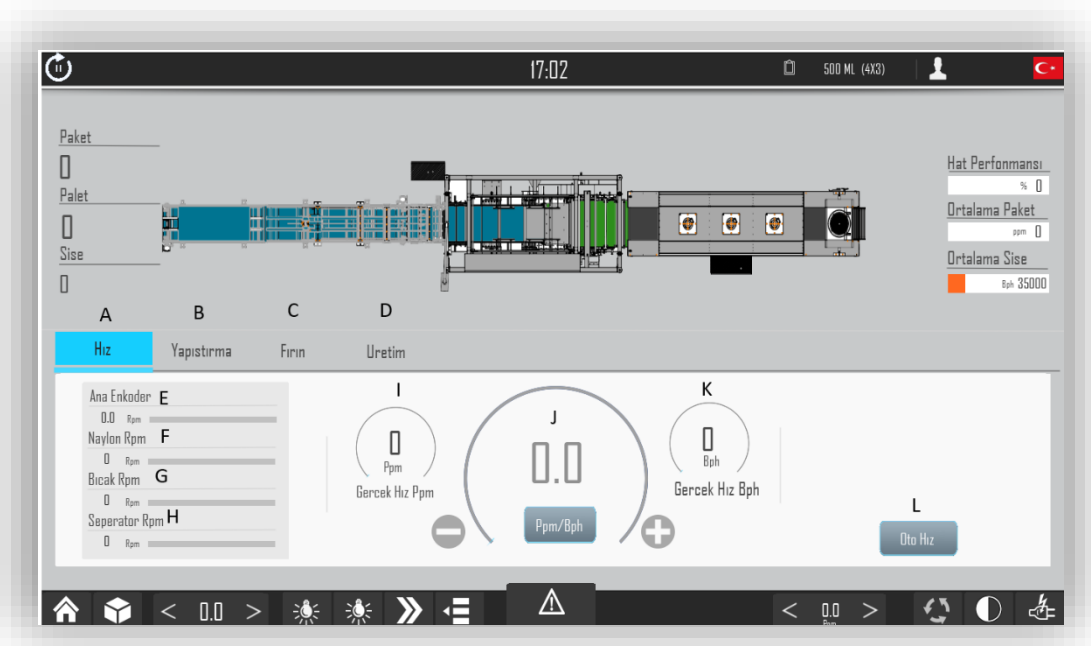 17:02
500 ML (4X3)
Paket
0
Palet
0
Sise
0
Hat Perfonmansı
% 0
Ortalama Paket
ppm 0
Ortalama Sise
Bph 35000
A B C D
Hız Yapıstırma Fırın Uretim
Ana Enkoder E
0.0 Rpm
Naylon Rpm F
0 Rpm
Bıcak Rpm G
0 Rpm
Seperator Rpm H
0 Rpm
I
0
Ppm
Gercek Hız Ppm
J
0.0
Ppm/Bph
K
0
Bph
Gercek Hız Bph
L
Oto Hız
< 0.0 >
< 0.0 >
Ppm